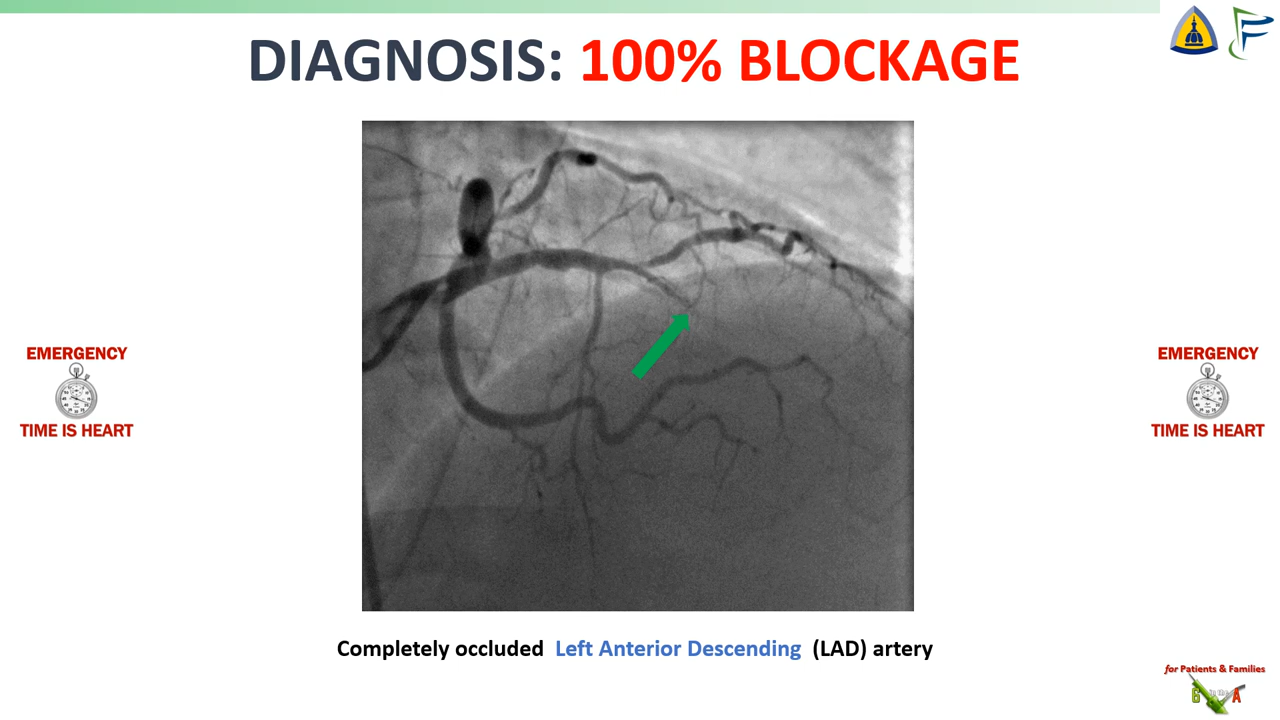 DIAGNOSIS: 100% BLOCKAGE
EMERGENCY
TIME IS HEART
EMERGENCY
TIME IS HEART
Completely occluded Left Anterior Descending (LAD) artery
for Patients & Families